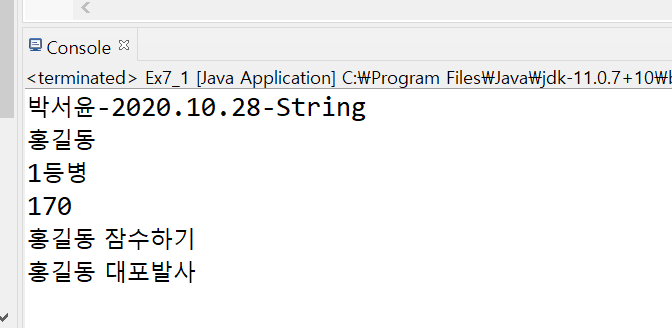 Console
<terminated> Ex7_1 [Java Application] C:₩Program Files₩Java₩jdk-11.0.7+10₩b
박서윤-2020.10.28-String
홍길동
1등병
170
홍길동 잠수하기
홍길동 대포발사